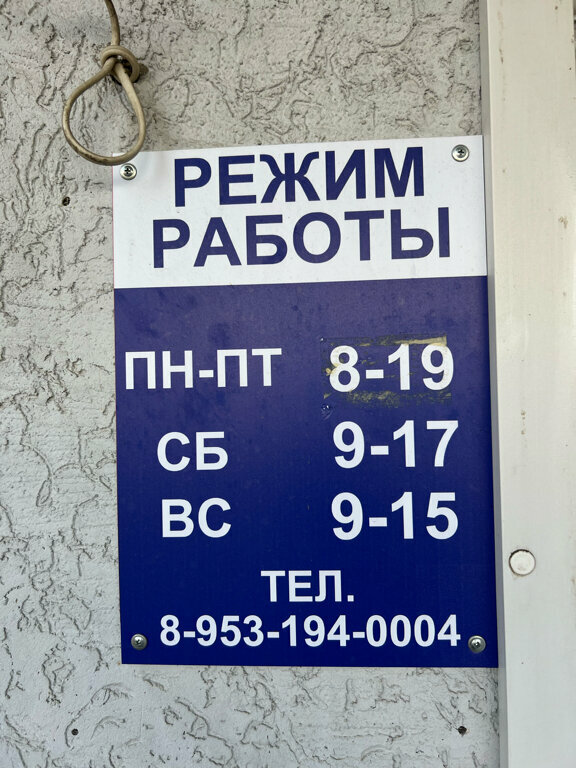 РЕЖИМ
РАБОТЫ
ПН-ПТ 8-19
СБ 9-17
ВС 9-15
ТЕЛ.
8-953-194-0004